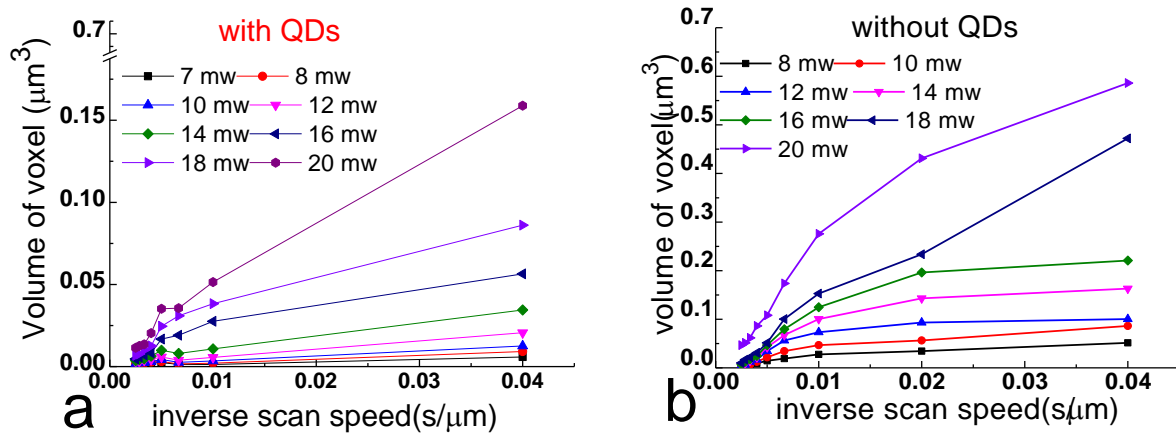 with QDs
7 mw 8 mw
10 mw 12 mw
14 mw 16 mw
18 mw 20 mw
0.7
0.15
0.10
0.05
0.00
0.00 0.01 0.02 0.03 0.04
Volume of voxel (μm³)
inverse scan speed(s/μm)
a
without QDs
8 mw 10 mw
12 mw 14 mw
16 mw 18 mw
20 mw
0.7
0.6
0.5
0.4
0.3
0.2
0.1
0.0
0.00 0.01 0.02 0.03 0.04
volume of voxel(μm³)
inverse scan speed(s/μm)
b